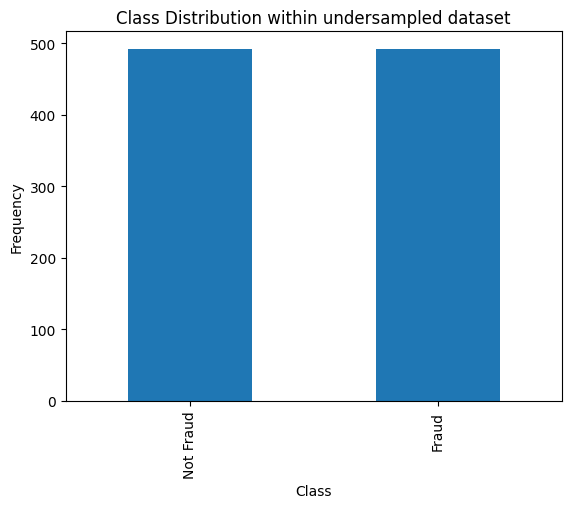 Class Distribution within undersampled dataset
Frequency
500
400
300
200
100
0
Not Fraud
Fraud
Class